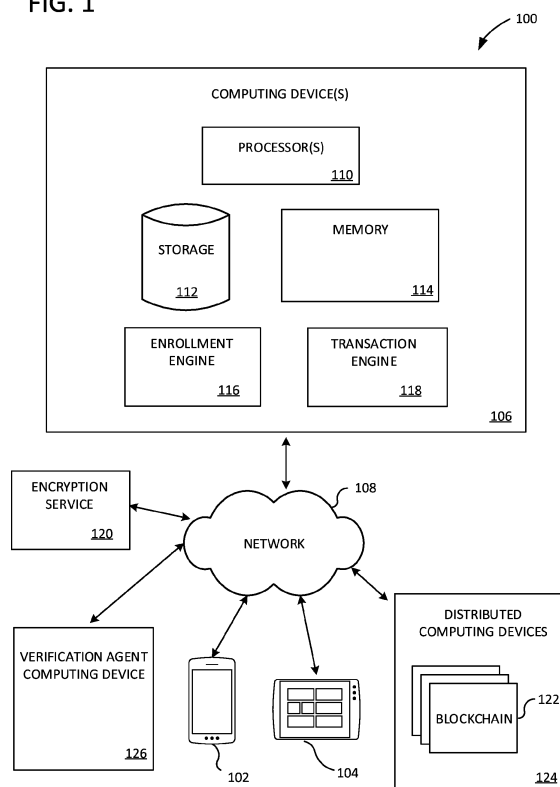 FIG. 1
100
COMPUTING DEVICE(S)
PROCESSOR(S)
110
STORAGE
112
MEMORY
114
ENROLLMENT
ENGINE
116
TRANSACTION
ENGINE
118
106
ENCRYPTION
SERVICE
120
108
NETWORK
VERIFICATION AGENT
COMPUTING DEVICE
126
102
104
DISTRIBUTED
COMPUTING DEVICES
BLOCKCHAIN
122
124